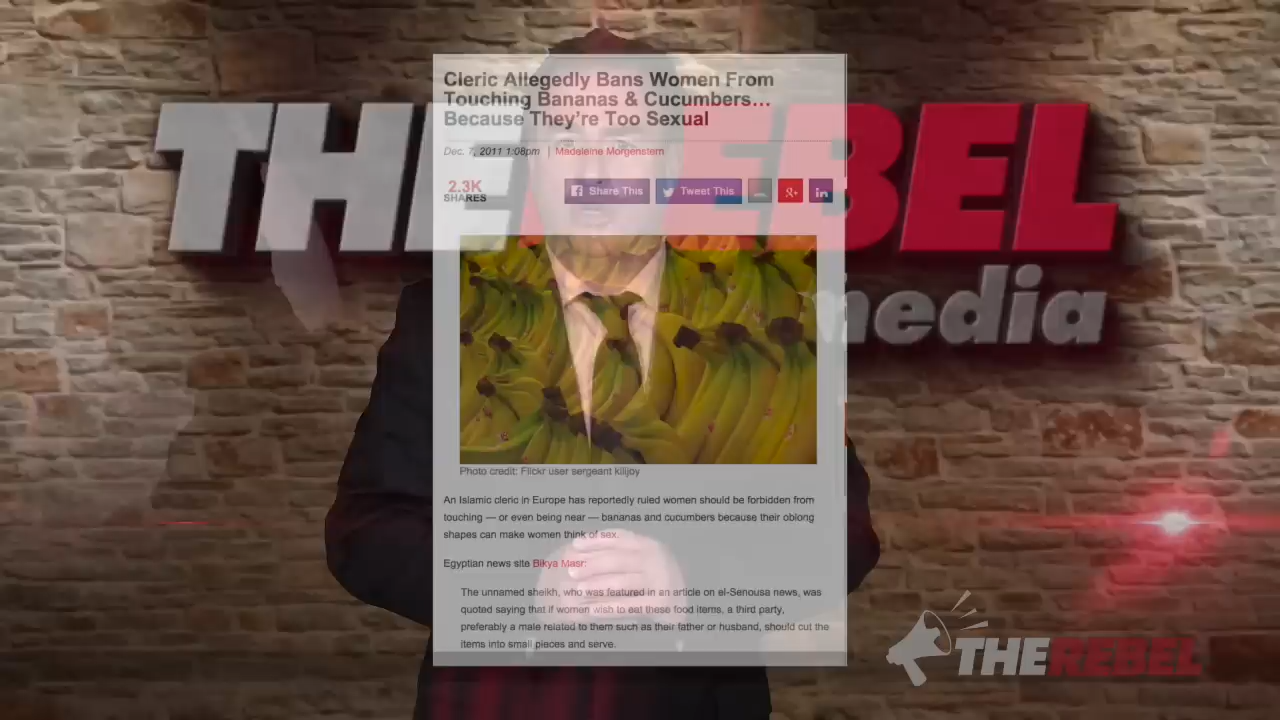 THE REBEL
media
Cleric Allegedly Bans Women From
Touching Bananas & Cucumbers...
Because They're Too Sexual
Dec. 7, 2011 1:08pm | Madeleine Morgenstern
2.3K
SHARES
Share This
Tweet This
Photo credit: Flickr user sergeant killjoy
An Islamic cleric in Europe has reportedly ruled women should be forbidden from
touching — or even being near — bananas and cucumbers because their oblong
shapes can make women think of sex.
Egyptian news site Bikya Masr:
The unnamed sheikh, who was featured in an article on el-Senousa news, was
quoted saying that if women wish to eat these food items, a third party,
preferably a male related to them such as their father or husband, should cut the
items into small pieces and serve.
THE REBEL